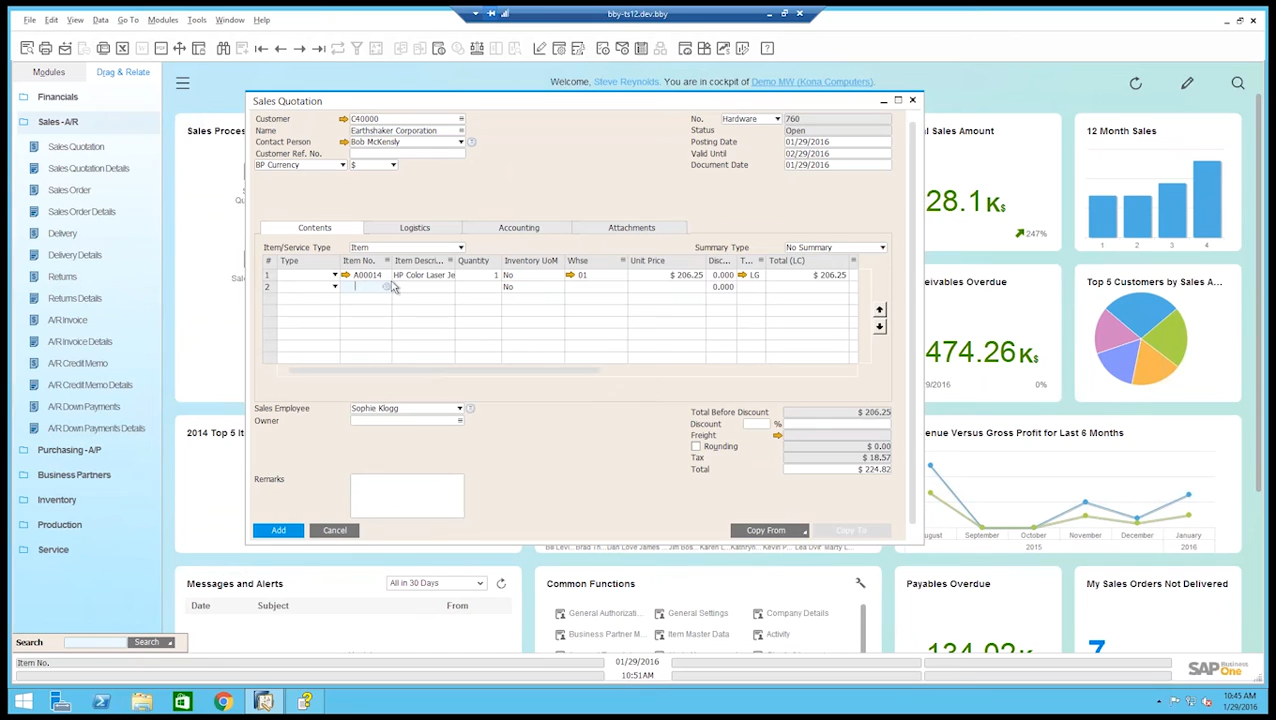 bby-ts12.dev.bby
File Edit View Data Go To Modules Tools Window Help
Modules Drag & Relate
Welcome, Steve Reynolds. You are in cockpit of Demo MW (Kona Computers).
Financials
Sales - A/R
Sales Quotation
Sales Quotation Details
Sales Order
Sales Order Details
Delivery
Delivery Details
Returns
Returns Details
A/R Invoice
A/R Invoice Details
A/R Credit Memo
A/R Credit Memo Details
A/R Down Payments
A/R Down Payments Details
Purchasing - A/P
Business Partners
Inventory
Production
Service
Search Search
Sales Proces
Qu
2014 Top 5 It
Sales Quotation
Customer C40000
Name Earthshaker Corporation
Contact Person Bob McKensly
Customer Ref. No.
BP Currency $
No. Hardware 760
Status Open
Posting Date 01/29/2016
Valid Until 02/29/2016
Document Date 01/29/2016
Contents Logistics Accounting Attachments
Item/Service Type Item Summary Type No Summary
# Type Item No. Item Descri... Quantity Inventory UoM Whse Unit Price Disc... T... Total (LC)
1 A00014 HP Color Laser Je 1 No 01 $ 206.25 0.000 LG $ 206.25
2 No 0.000
Sales Employee Sophie Klogg
Owner
Remarks
Total Before Discount $ 206.25
Discount %
Freight
Rounding $ 0.00
Tax $ 18.57
Total $ 224.82
Add Cancel Copy From Copy To
al Sales Amount
28.1 K$
247%
12 Month Sales
ceivables Overdue
474.26 K$
/29/2016 0%
Top 5 Customers by Sales A...
enue Versus Gross Profit for Last 6 Months
August September October November December January
2015 2016
Messages and Alerts All in 30 Days
Date Subject From
Common Functions
General Authorizati... General Settings Company Details
Business Partner M... Item Master Data Activity
Payables Overdue
134.02 K$
My Sales Orders Not Delivered
7
Item No.
01/29/2016
10:51AM
SAP Business One
10:45 AM
1/29/2016